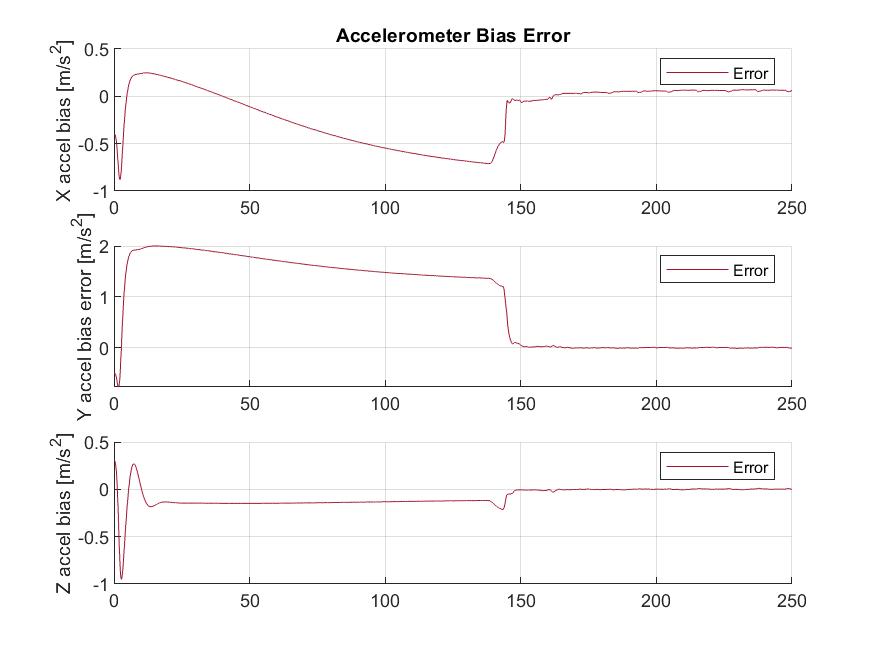 Accelerometer Bias Error
X accel bias [m/s²]
0.5
0
-0.5
-1
Error
0 50 100 150 200 250
Y accel bias error [m/s²]
2
1
0
Error
0 50 100 150 200 250
Z accel bias [m/s²]
0.5
0
-0.5
-1
Error
0 50 100 150 200 250